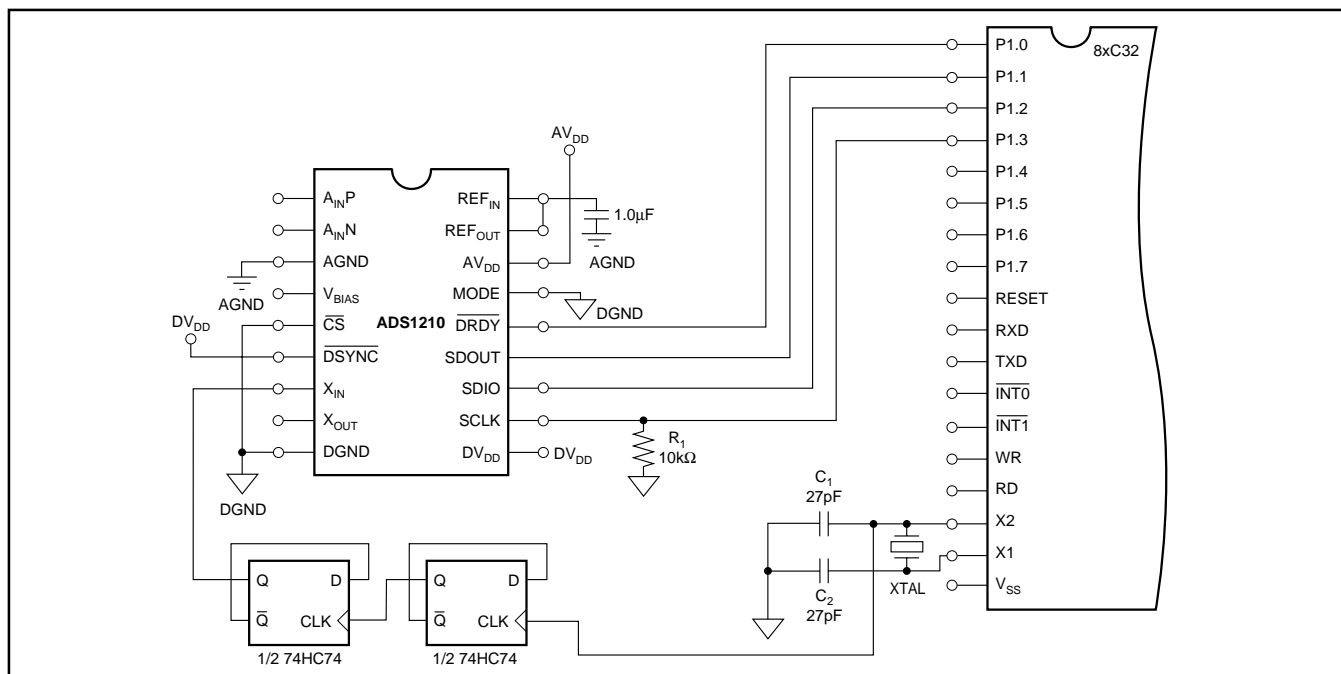 8xC32
P1.0
P1.1
P1.2
P1.3
P1.4
P1.5
P1.6
P1.7
RESET
RXD
TXD
INT0
INT1
WR
RD
X2
X1
VSS
AVDD
ADS1210
AINP
AINN
AGND
VBIAS
CS
DSYNC
XIN
XOUT
DGND
REFIN
REFOUT
AVDD
MODE
DRDY
SDOUT
SDIO
SCLK
DVDD
1.0µF
AGND
DGND
AGND
DVDD
DVDD
R1
10kΩ
DGND
C1
27pF
C2
27pF
XTAL
Q
D
Q
CLK
1/2 74HC74
Q
D
Q
CLK
1/2 74HC74